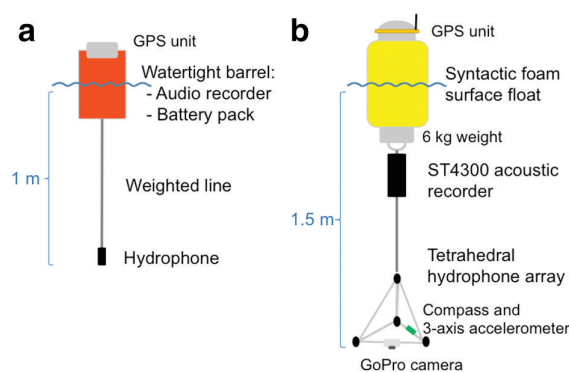 a
GPS unit
Watertight barrel:
- Audio recorder
- Battery pack
1 m
Weighted line
Hydrophone
b
GPS unit
Syntactic foam
surface float
6 kg weight
ST4300 acoustic
recorder
1.5 m
Tetrahedral
hydrophone array
Compass and
3-axis accelerometer
GoPro camera